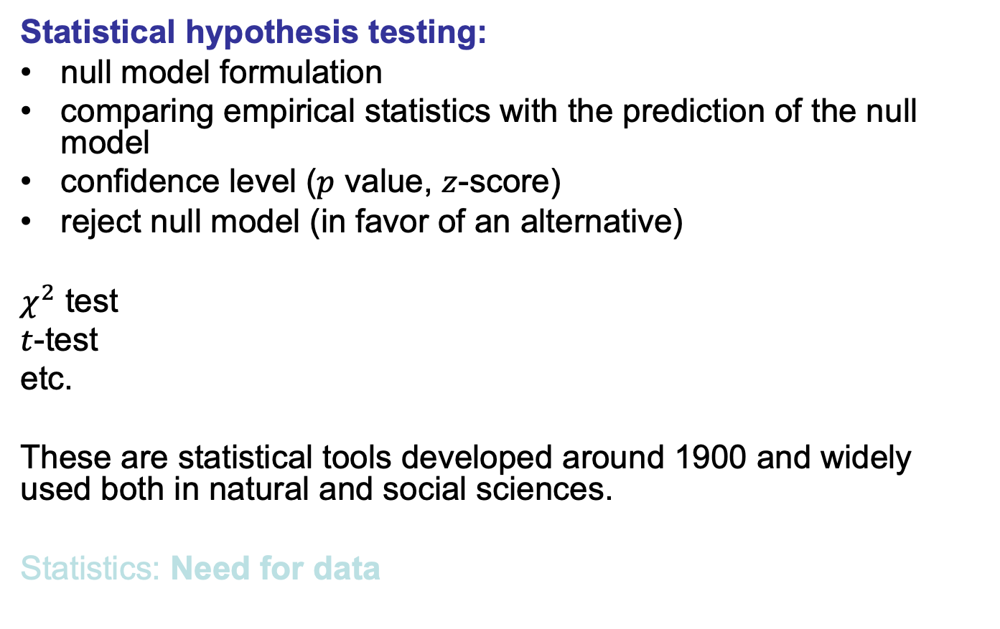 Statistical hypothesis testing:
• null model formulation
• comparing empirical statistics with the prediction of the null
model
• confidence level (p value, z-score)
• reject null model (in favor of an alternative)
χ² test
t-test
etc.
These are statistical tools developed around 1900 and widely
used both in natural and social sciences.
Statistics: Need for data